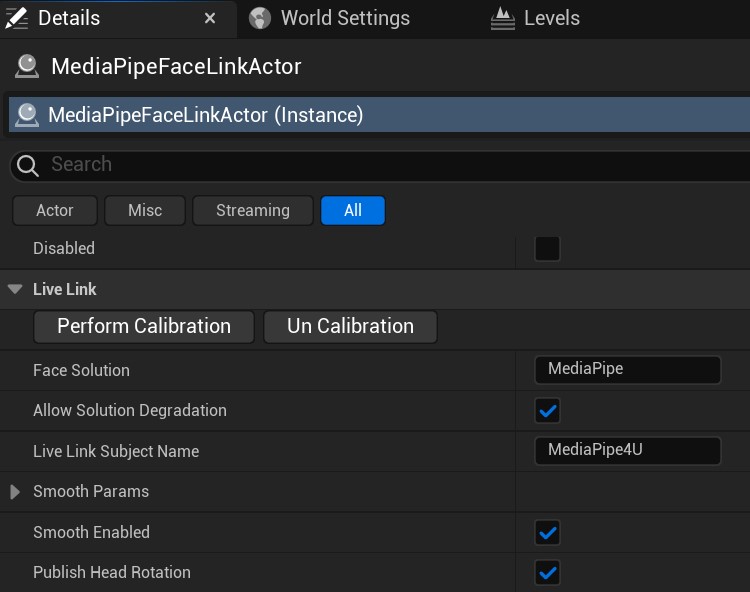 Details
World Settings
Levels
MediaPipeFaceLinkActor
MediaPipeFaceLinkActor (Instance)
Search
Actor
Misc
Streaming
All
Disabled
Live Link
Perform Calibration
Un Calibration
Face Solution
MediaPipe
Allow Solution Degradation
Live Link Subject Name
MediaPipe4U
Smooth Params
Smooth Enabled
Publish Head Rotation